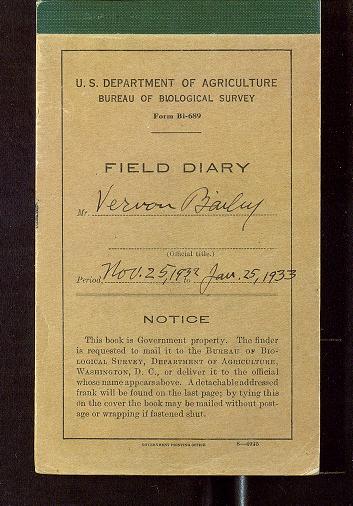 U. S. DEPARTMENT OF AGRICULTURE
BUREAU OF BIOLOGICAL SURVEY
Form Bi-689
FIELD DIARY
Mr. Vernon Bailey
(Official title.)
Period, Nov. 25, 1932 to Jan. 25, 1933
NOTICE
This book is Government property. The finder
is requested to mail it to the BUREAU OF BIO-
LOGICAL SURVEY, DEPARTMENT OF AGRICULTURE,
WASHINGTON, D. C., or deliver it to the official
whose name appears above. A detachable addressed
frank will be found on the last page; by tying this
on the cover the book may be mailed without post-
age or wrapping if fastened shut.
GOVERNMENT PRINTING OFFICE